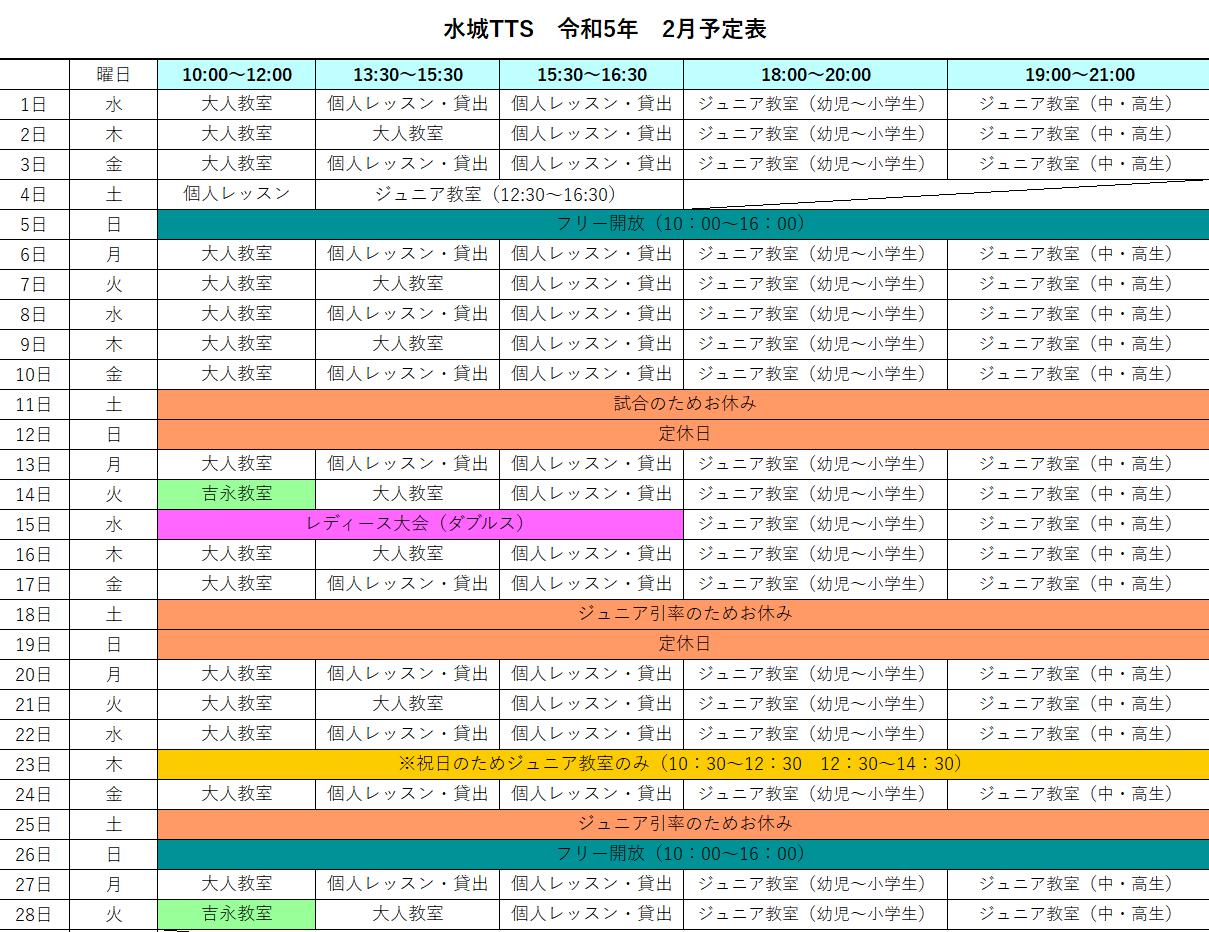 水城TTS　令和5年　2月予定表
曜日 10:00～12:00 13:30～15:30 15:30～16:30 18:00～20:00 19:00～21:00
1日 水 大人教室 個人レッスン・貸出 個人レッスン・貸出 ジュニア教室（幼児～小学生） ジュニア教室（中・高生）
2日 木 大人教室 大人教室 個人レッスン・貸出 ジュニア教室（幼児～小学生） ジュニア教室（中・高生）
3日 金 大人教室 個人レッスン・貸出 個人レッスン・貸出 ジュニア教室（幼児～小学生） ジュニア教室（中・高生）
4日 土 個人レッスン ジュニア教室（12:30～16:30）
5日 日 フリー開放（10：00～16：00）
6日 月 大人教室 個人レッスン・貸出 個人レッスン・貸出 ジュニア教室（幼児～小学生） ジュニア教室（中・高生）
7日 火 大人教室 大人教室 個人レッスン・貸出 ジュニア教室（幼児～小学生） ジュニア教室（中・高生）
8日 水 大人教室 個人レッスン・貸出 個人レッスン・貸出 ジュニア教室（幼児～小学生） ジュニア教室（中・高生）
9日 木 大人教室 大人教室 個人レッスン・貸出 ジュニア教室（幼児～小学生） ジュニア教室（中・高生）
10日 金 大人教室 個人レッスン・貸出 個人レッスン・貸出 ジュニア教室（幼児～小学生） ジュニア教室（中・高生）
11日 土 試合のためお休み
12日 日 定休日
13日 月 大人教室 個人レッスン・貸出 個人レッスン・貸出 ジュニア教室（幼児～小学生） ジュニア教室（中・高生）
14日 火 吉永教室 大人教室 個人レッスン・貸出 ジュニア教室（幼児～小学生） ジュニア教室（中・高生）
15日 水 レディース大会（ダブルス） ジュニア教室（幼児～小学生） ジュニア教室（中・高生）
16日 木 大人教室 大人教室 個人レッスン・貸出 ジュニア教室（幼児～小学生） ジュニア教室（中・高生）
17日 金 大人教室 個人レッスン・貸出 個人レッスン・貸出 ジュニア教室（幼児～小学生） ジュニア教室（中・高生）
18日 土 ジュニア引率のためお休み
19日 日 定休日
20日 月 大人教室 個人レッスン・貸出 個人レッスン・貸出 ジュニア教室（幼児～小学生） ジュニア教室（中・高生）
21日 火 大人教室 大人教室 個人レッスン・貸出 ジュニア教室（幼児～小学生） ジュニア教室（中・高生）
22日 水 大人教室 個人レッスン・貸出 個人レッスン・貸出 ジュニア教室（幼児～小学生） ジュニア教室（中・高生）
23日 木 ※祝日のためジュニア教室のみ（10：30～12：30　12：30～14：30）
24日 金 大人教室 個人レッスン・貸出 個人レッスン・貸出 ジュニア教室（幼児～小学生） ジュニア教室（中・高生）
25日 土 ジュニア引率のためお休み
26日 日 フリー開放（10：00～16：00）
27日 月 大人教室 個人レッスン・貸出 個人レッスン・貸出 ジュニア教室（幼児～小学生） ジュニア教室（中・高生）
28日 火 吉永教室 大人教室 個人レッスン・貸出 ジュニア教室（幼児～小学生） ジュニア教室（中・高生）